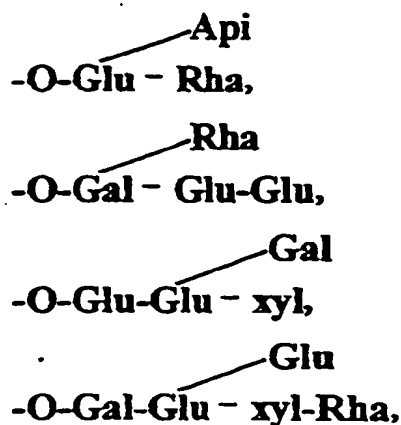 Api
-O-Glu - Rha,
Rha
-O-Gal - Glu-Glu,
Gal
-O-Glu-Glu - xyl,
Glu
-O-Gal-Glu - xyl-Rha,